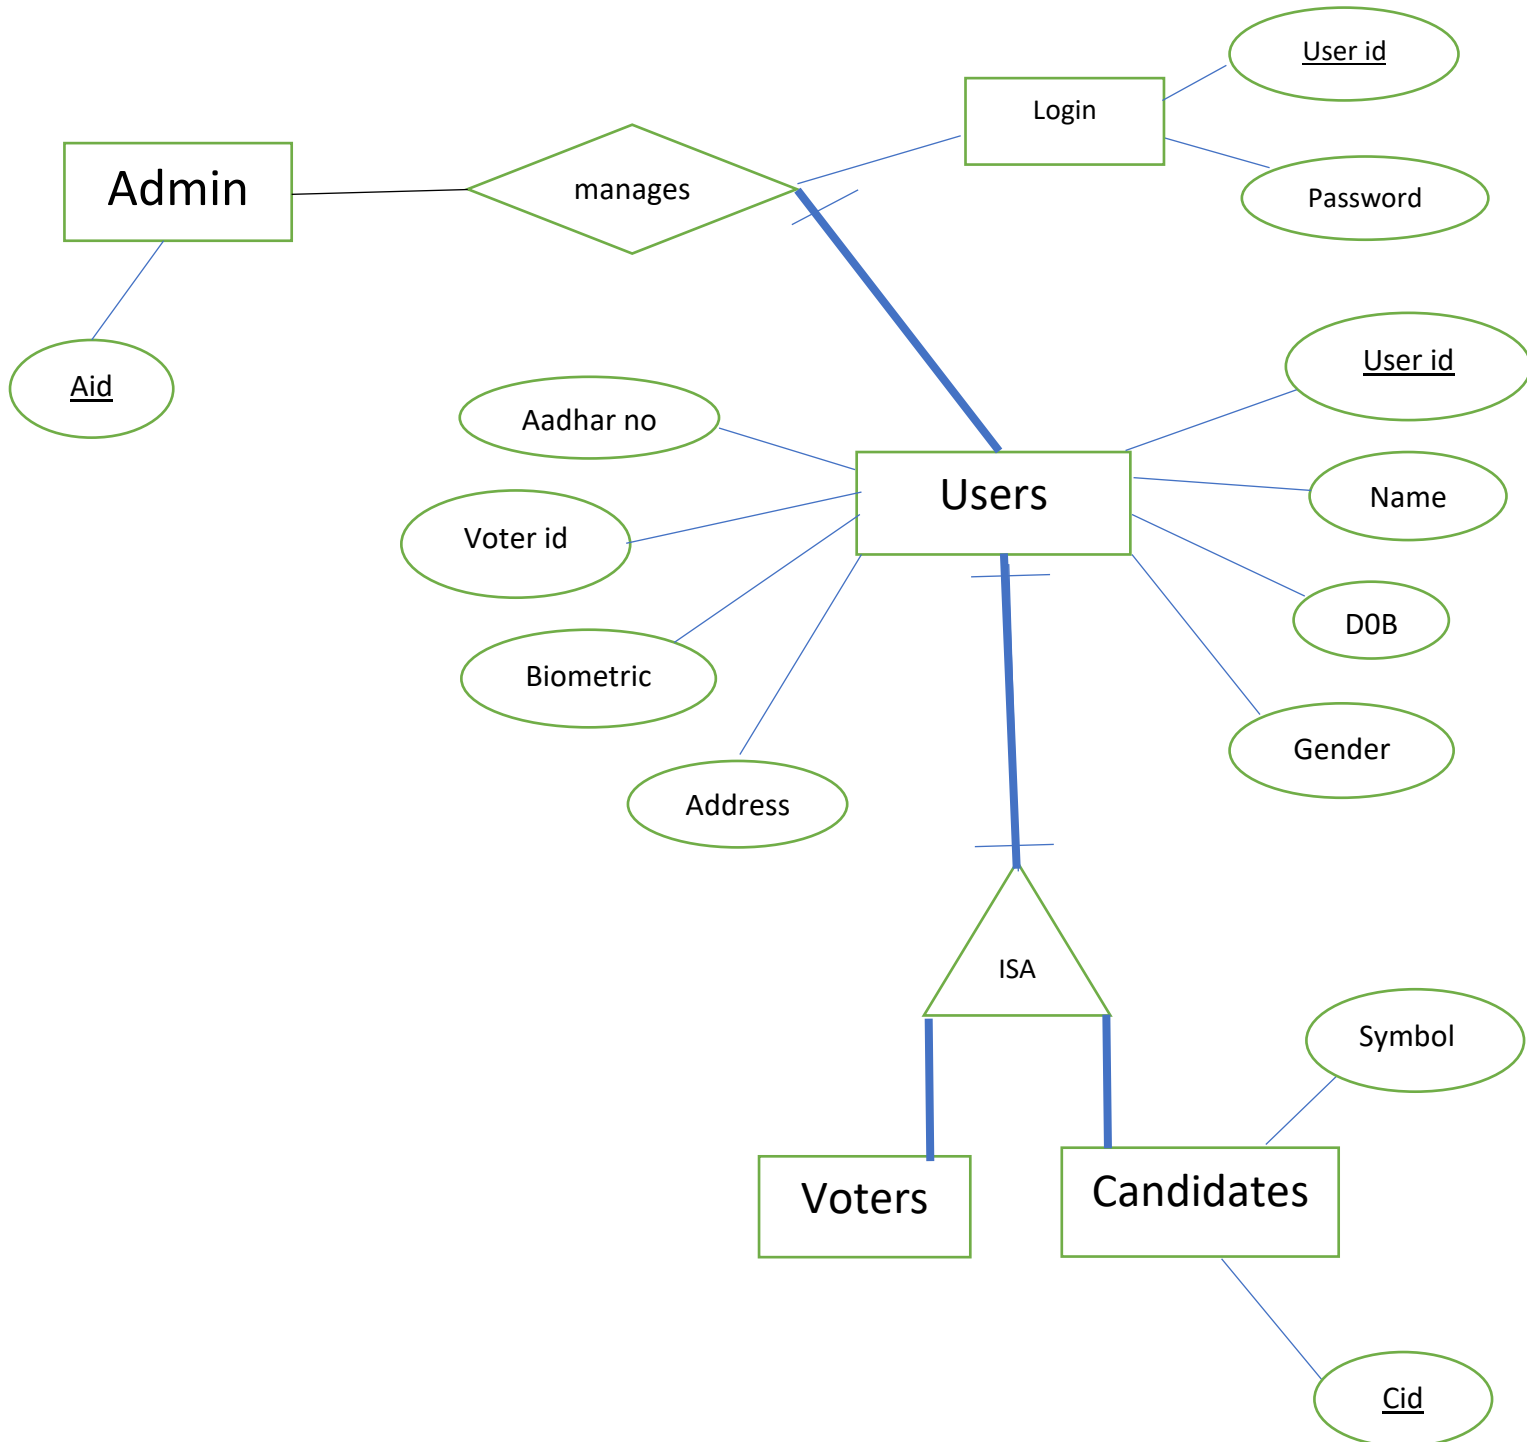 User id
Login
Admin
manages
Password
User id
Aid
Aadhar no
Users
Name
Voter id
D0B
Biometric
Gender
Address
ISA
Symbol
Voters
Candidates
Cid